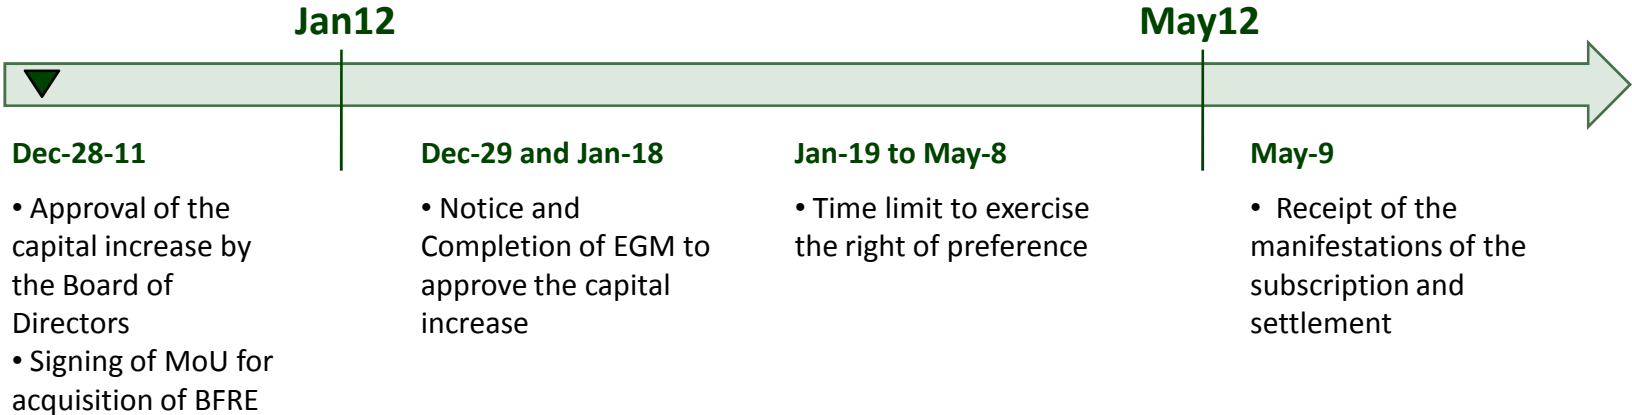 Jan12
May12
Dec-28-11
• Approval of the
capital increase by
the Board of
Directors
• Signing of MoU for
acquisition of BFRE
Dec-29 and Jan-18
• Notice and
Completion of EGM to
approve the capital
increase
Jan-19 to May-8
• Time limit to exercise
the right of preference
May-9
• Receipt of the
manifestations of the
subscription and
settlement